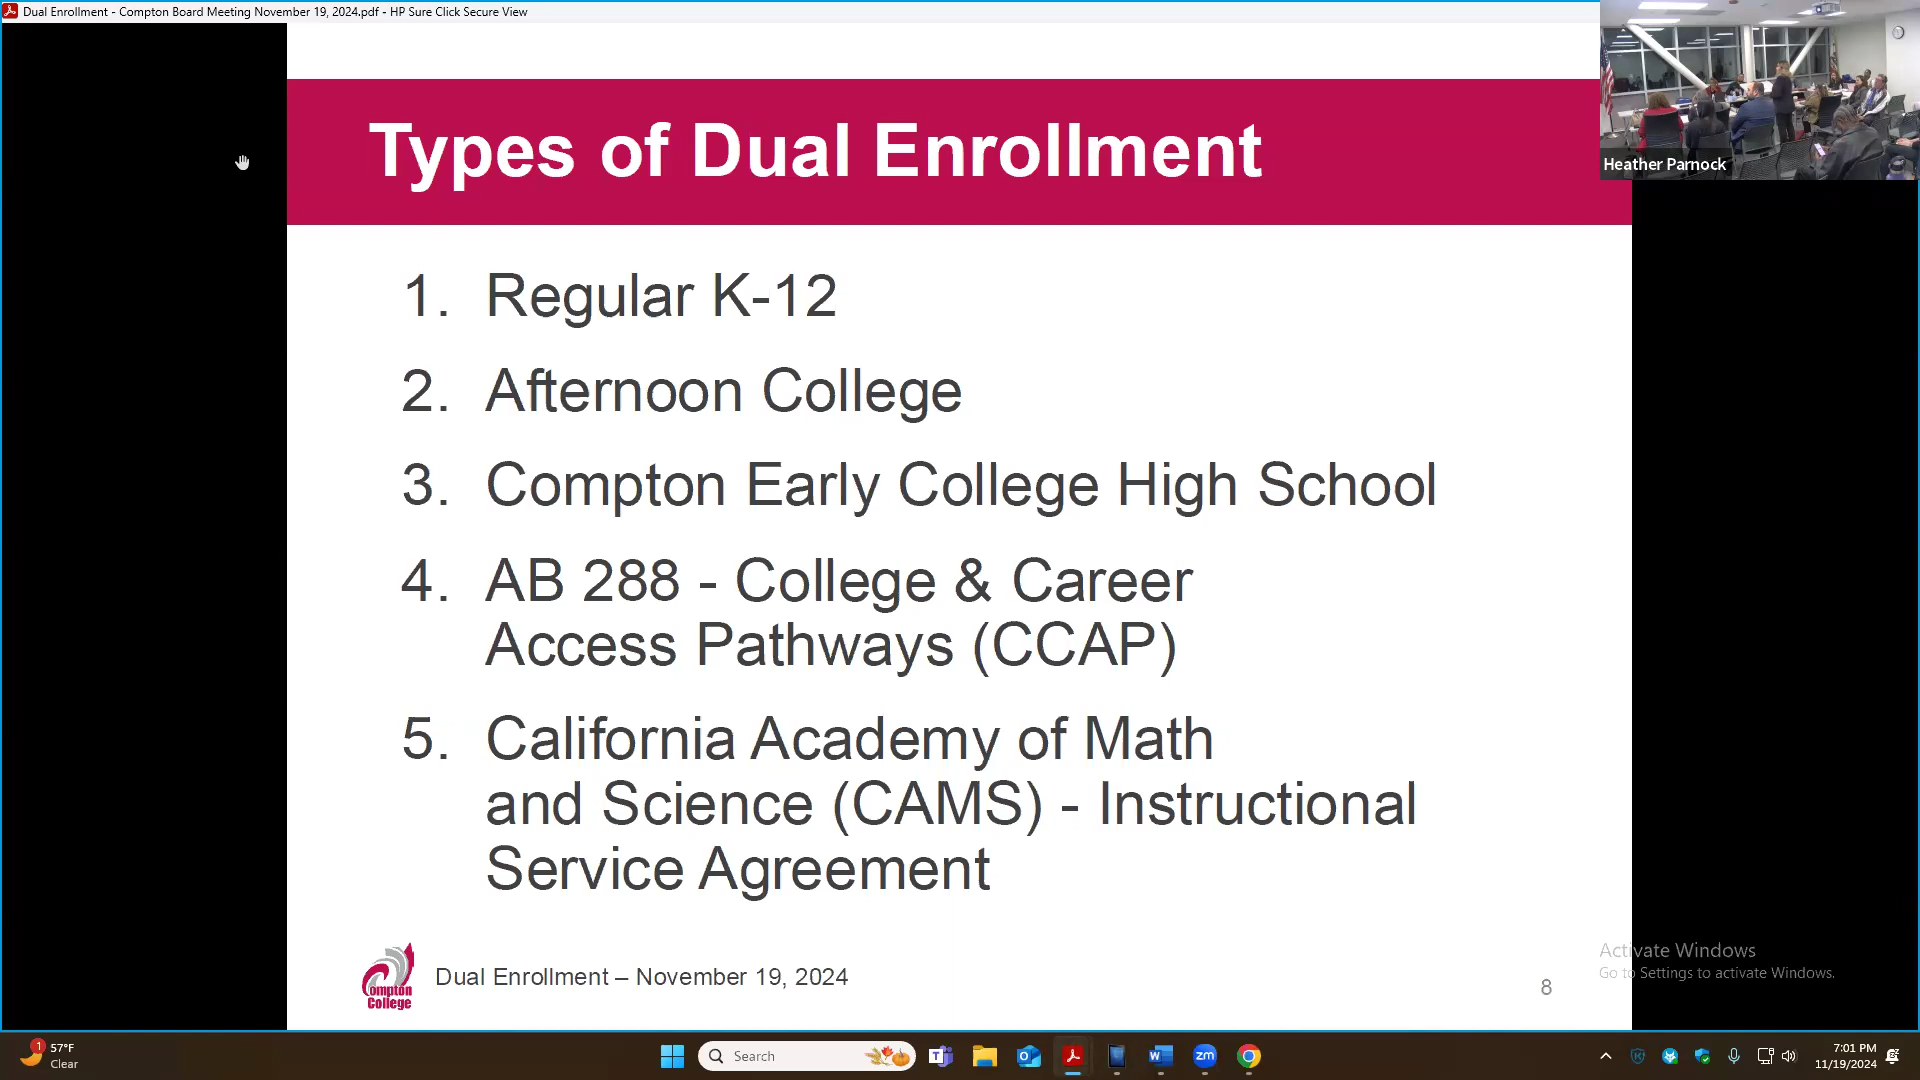 Dual Enrollment - Compton Board Meeting November 19, 2024.pdf - HP Sure Click Secure View
Heather Parnock
Types of Dual Enrollment
1. Regular K-12
2. Afternoon College
3. Compton Early College High School
4. AB 288 - College & Career
Access Pathways (CCAP)
5. California Academy of Math
and Science (CAMS) - Instructional
Service Agreement
Compton
College
Dual Enrollment – November 19, 2024
8
Activate Windows
Go to Settings to activate Windows.
1
57°F
Clear
Search
zm
7:01 PM
11/19/2024